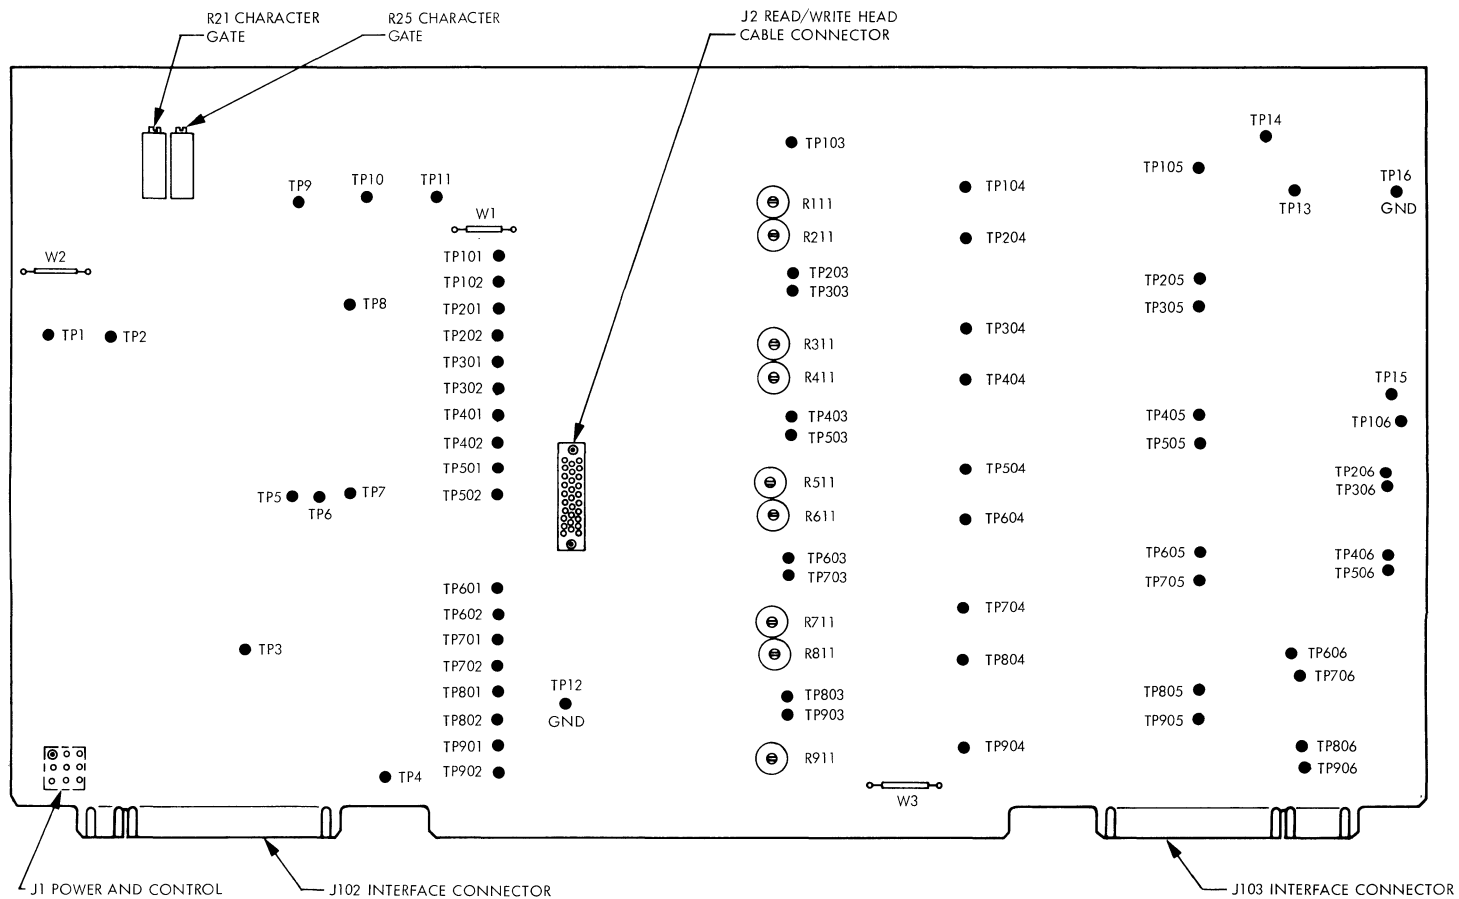 R21 CHARACTER
GATE
R25 CHARACTER
GATE
J2 READ/WRITE HEAD
CABLE CONNECTOR
TP9
TP10
TP11
W1
W2
TP101
TP102
TP201
TP202
TP301
TP302
TP401
TP402
TP501
TP502
TP8
TP1
TP2
TP5
TP6
TP7
TP601
TP602
TP701
TP702
TP801
TP802
TP901
TP902
TP3
TP4
TP12
GND
TP103
R111
R211
TP203
TP303
R311
R411
TP403
TP503
R511
R611
TP603
TP703
R711
R811
TP803
TP903
R911
TP104
TP204
TP304
TP404
TP504
TP604
TP704
TP804
TP904
W3
TP105
TP205
TP305
TP405
TP505
TP605
TP705
TP805
TP905
TP14
TP13
TP16
GND
TP15
TP106
TP206
TP306
TP406
TP506
TP606
TP706
TP806
TP906
J1 POWER AND CONTROL
J102 INTERFACE CONNECTOR
J103 INTERFACE CONNECTOR